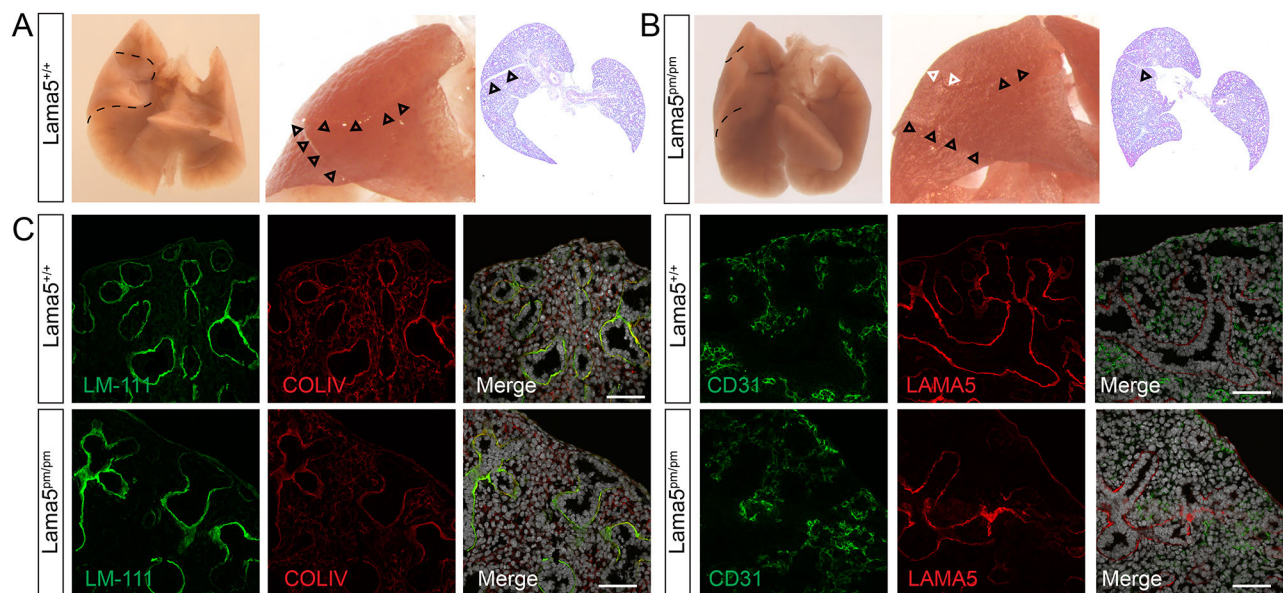 A
Lama5+/+
B
Lama5pm/pm
C
Lama5+/+
LM-111
COLIV
Merge
Lama5+/+
CD31
LAMA5
Merge
Lama5pm/pm
LM-111
COLIV
Merge
Lama5pm/pm
CD31
LAMA5
Merge